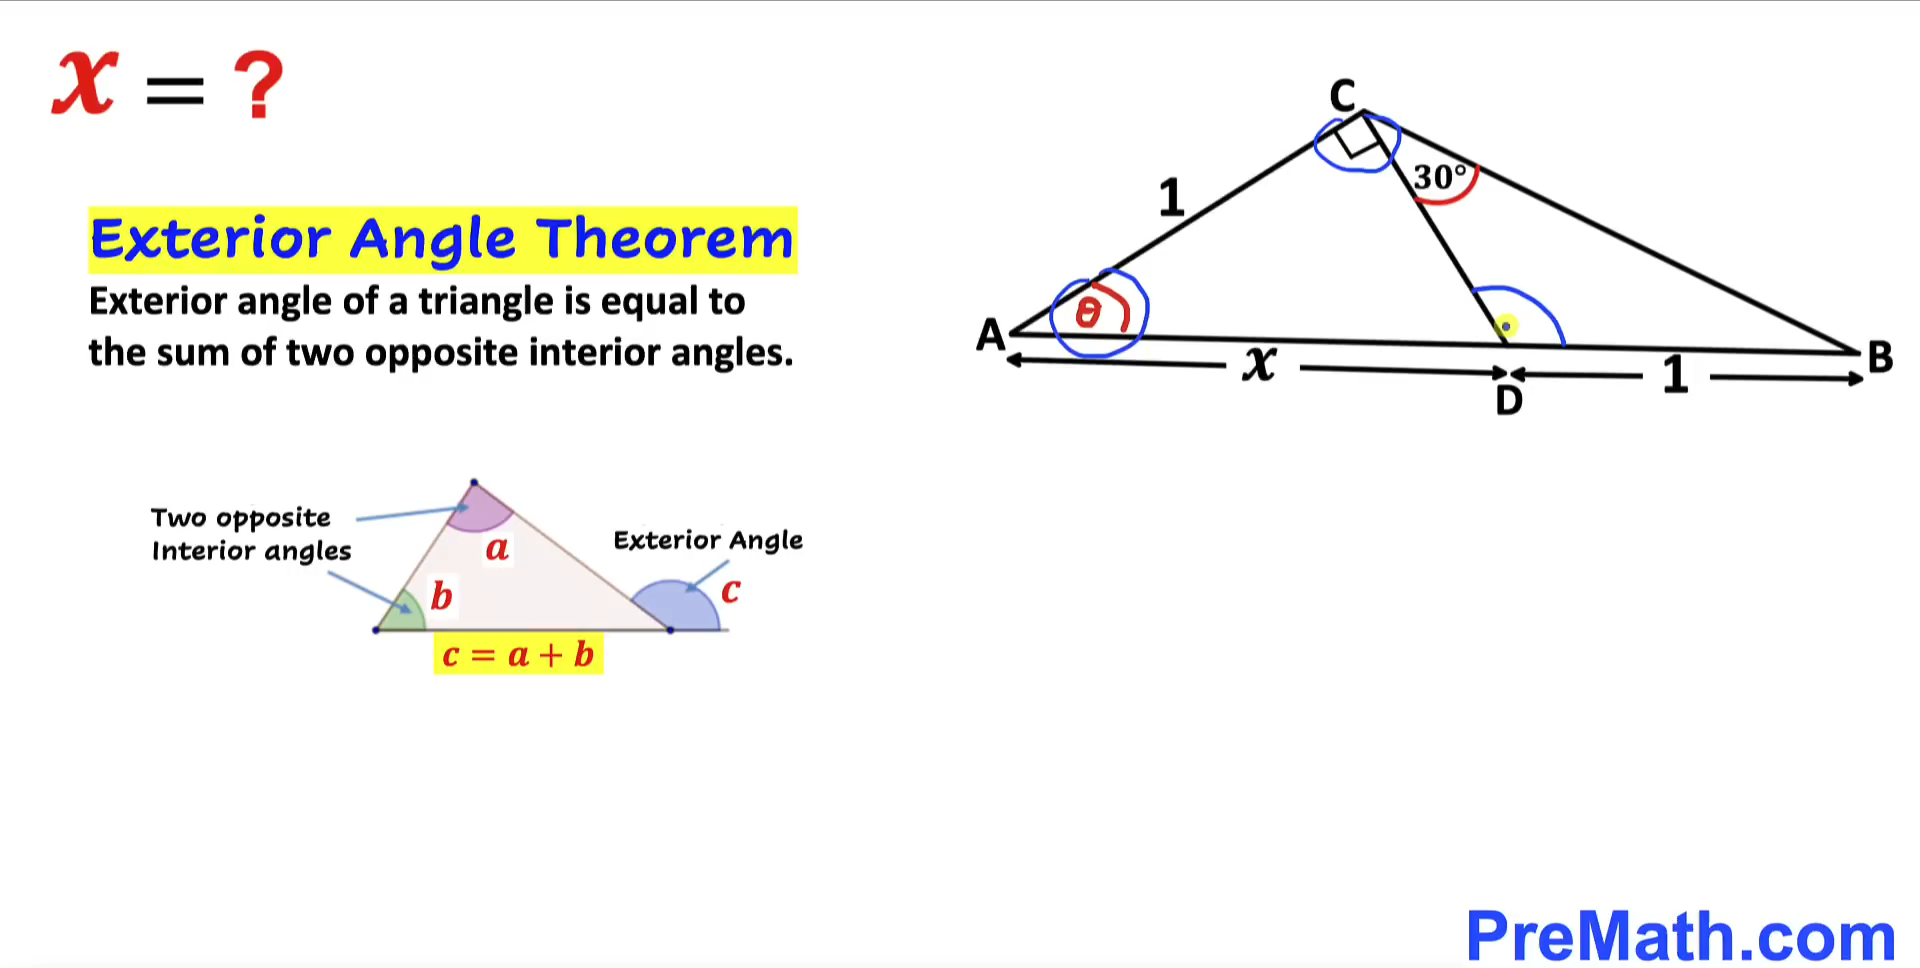 x = ?
Exterior Angle Theorem
Exterior angle of a triangle is equal to
the sum of two opposite interior angles.
Two opposite
Interior angles
a
b
Exterior Angle
c
c = a + b
C
1
30°
θ
A
x
D
1
B
PreMath.com